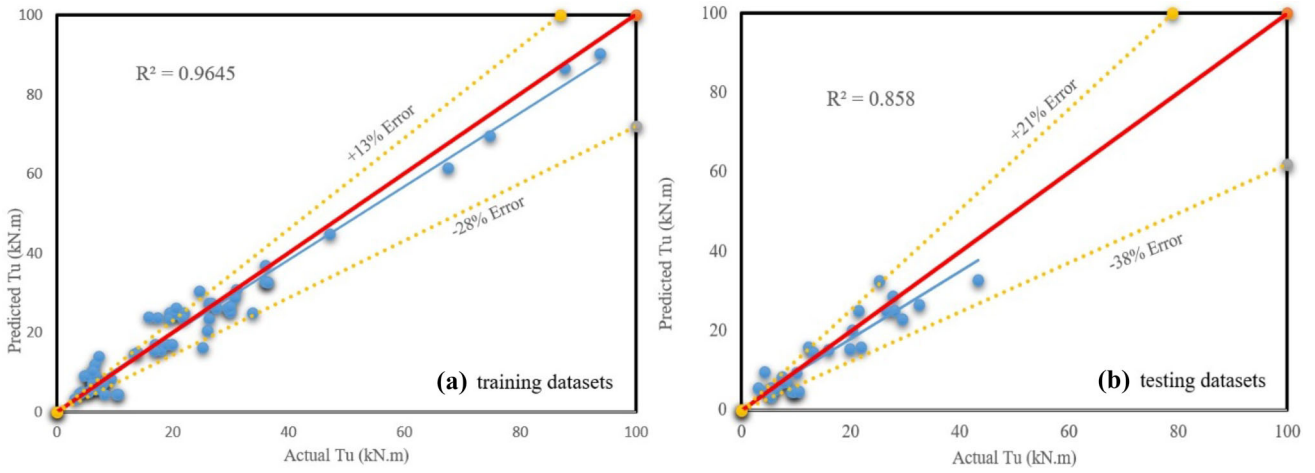 100
80
60
40
20
0
Predicted Tu (kN.m)
R² = 0.9645
+13% Error
-28% Error
(a) training datasets
0 20 40 60 80 100
Actual Tu (kN.m)
100
80
60
40
20
0
Predicted Tu (kN.m)
R² = 0.858
+21% Error
-38% Error
(b) testing datasets
0 20 40 60 80 100
Actual Tu (kN.m)